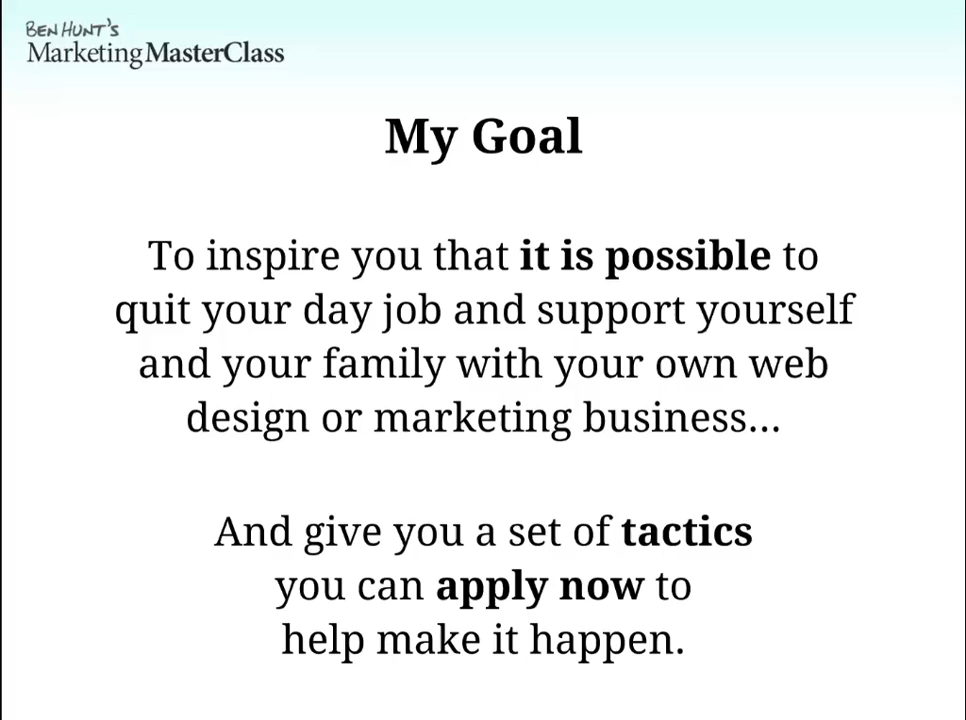 BEN HUNT'S
Marketing MasterClass
My Goal
To inspire you that it is possible to
quit your day job and support yourself
and your family with your own web
design or marketing business...
And give you a set of tactics
you can apply now to
help make it happen.